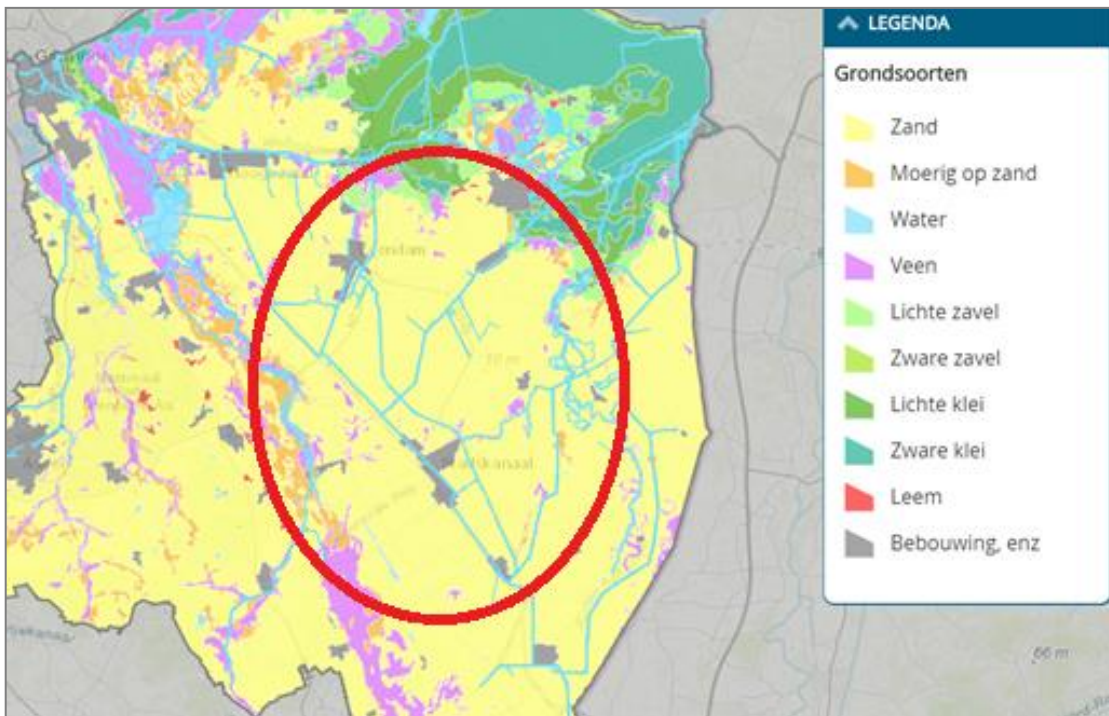 LEGENDA
Grondsoorten
Zand
Moerig op zand
Water
Veen
Lichte zavel
Zware zavel
Lichte klei
Zware klei
Leem
Bebouwing, enz
66 m